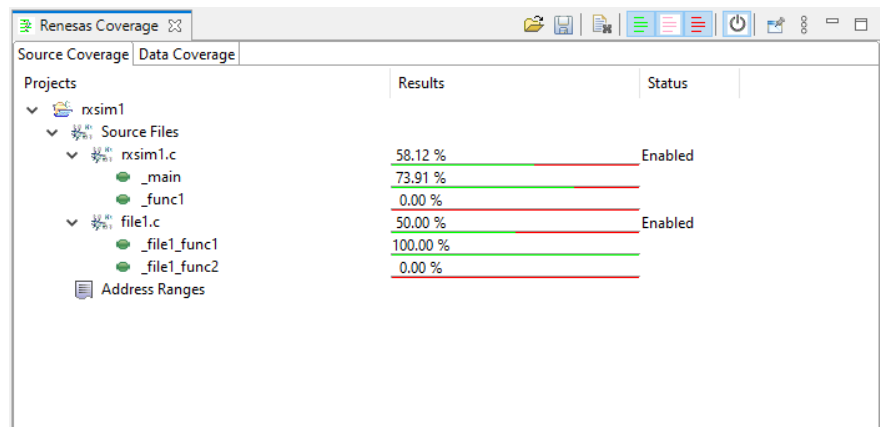 Renesas Coverage
Source Coverage Data Coverage
Projects Results Status
rxsim1
Source Files
rxsim1.c 58.12 % Enabled
_main 73.91 %
_func1 0.00 %
file1.c 50.00 % Enabled
_file1_func1 100.00 %
_file1_func2 0.00 %
Address Ranges